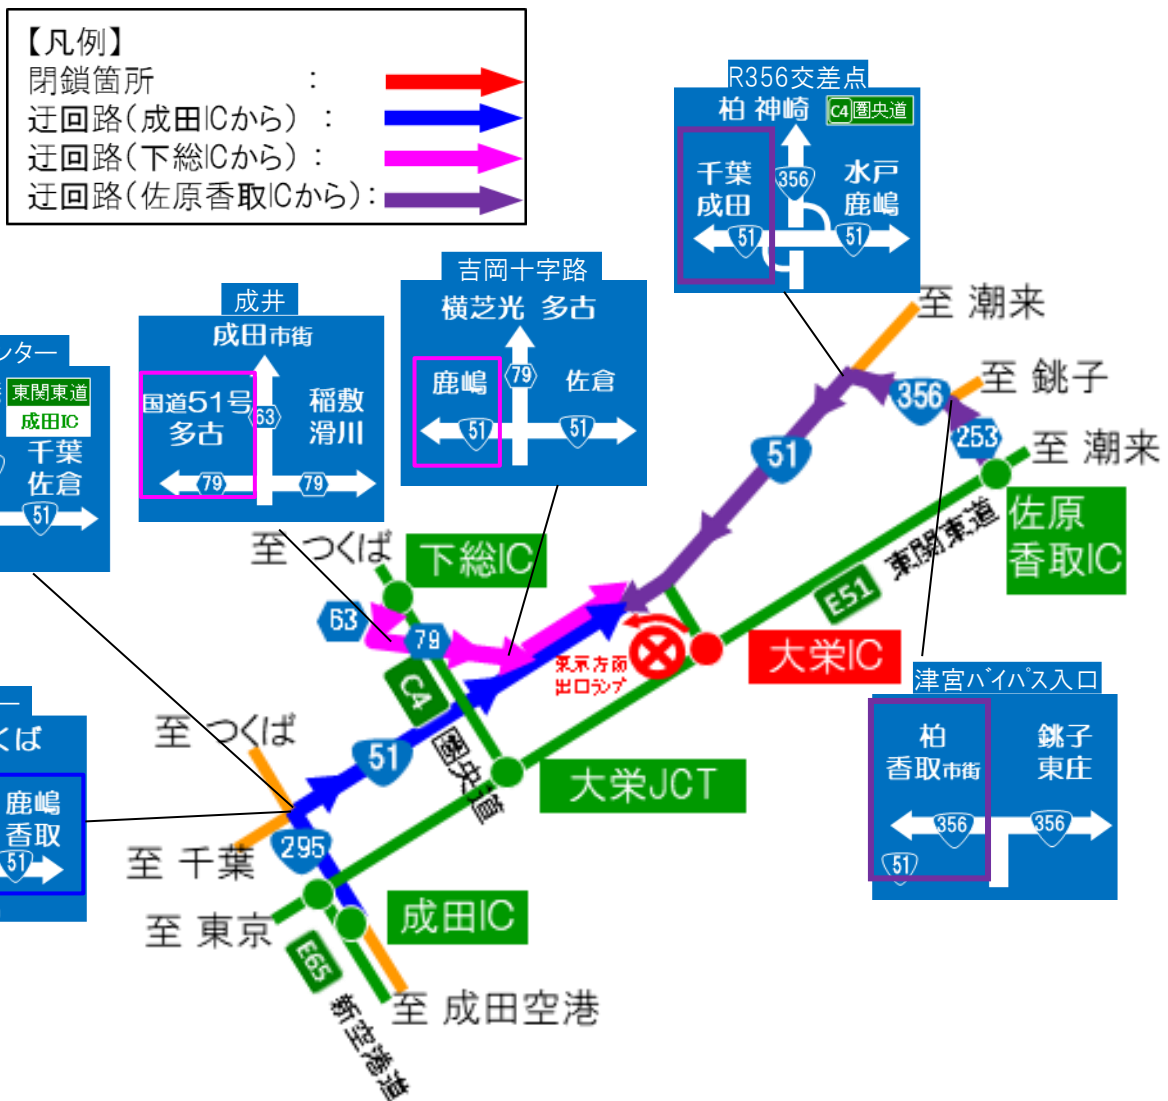 【凡例】
閉鎖箇所 :
迂回路(成田ICから) :
迂回路(下総ICから) :
迂回路(佐原香取ICから):
R356交差点
柏 神崎
C4圏央道
千葉
成田
356
水戸
鹿嶋
51
51
吉岡十字路
横芝光 多古
鹿嶋
79
佐倉
51
51
成井
成田市街
国道51号
多古
63
稲敷
滑川
79
79
ンター
東関東道
成田IC
千葉
佐倉
51
至 潮来
至 銚子
356
253
至 潮来
51
佐原
香取IC
東関東道
E51
至 つくば
下総IC
63
79
東京方面
出口ランプ
大栄IC
C4
圏央道
津宮バイパス入口
柏
香取市街
銚子
東庄
356
356
51
ー
くば
鹿嶋
香取
51
至 つくば
51
大栄JCT
295
至 千葉
至 東京
成田IC
E65
新空港道
至 成田空港